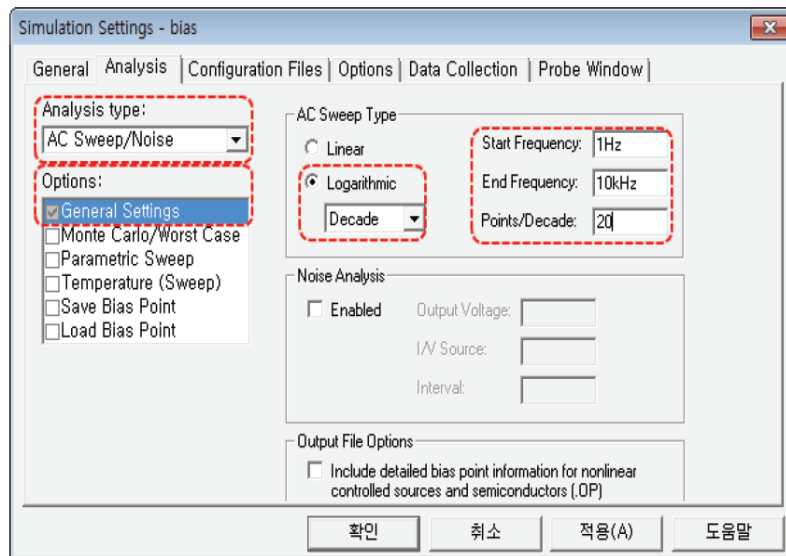 Simulation Settings - bias
General
Analysis
Configuration Files
Options
Data Collection
Probe Window
Analysis type:
AC Sweep/Noise
Options:
General Settings
Monte Carlo/Worst Case
Parametric Sweep
Temperature (Sweep)
Save Bias Point
Load Bias Point
AC Sweep Type
Linear
Logarithmic
Decade
Start Frequency: 1Hz
End Frequency: 10kHz
Points/Decade: 20
Noise Analysis
Enabled
Output Voltage:
I/V Source:
Interval:
Output File Options
Include detailed bias point information for nonlinear
controlled sources and semiconductors (.OP)
확인
취소
적용(A)
도움말